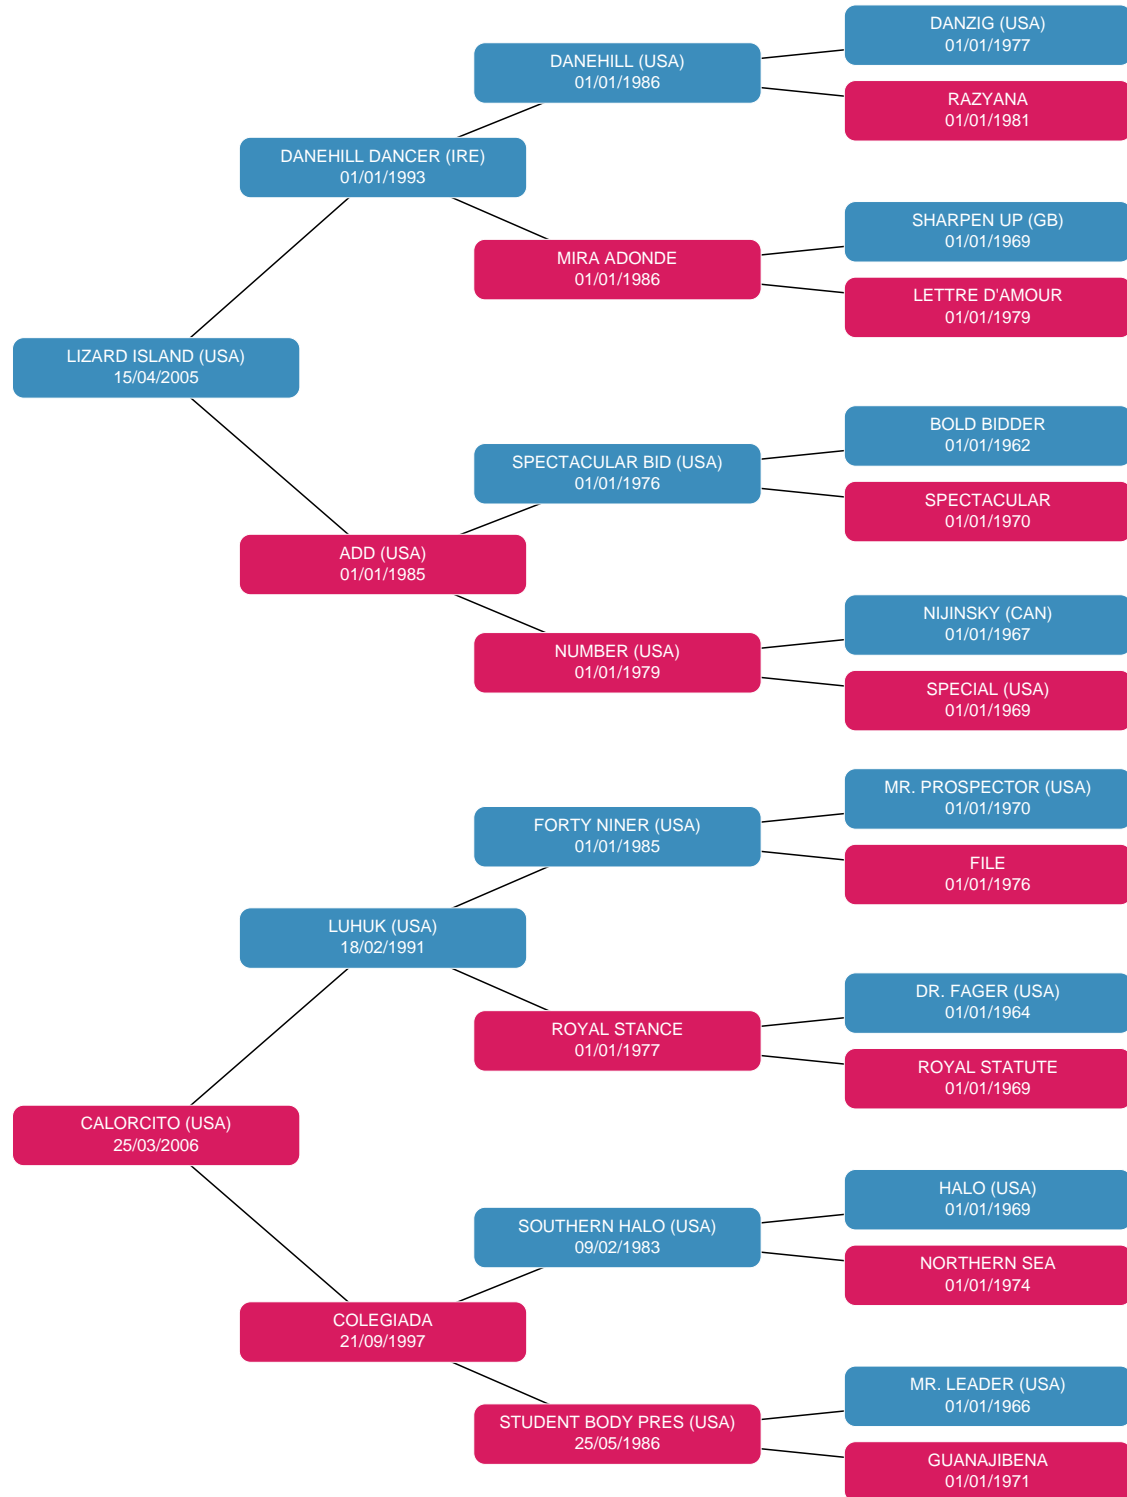 DANZIG (USA)
01/01/1977
DANEHILL (USA)
01/01/1986
RAZYANA
01/01/1981
DANEHILL DANCER (IRE)
01/01/1993
SHARPEN UP (GB)
01/01/1969
MIRA ADONDE
01/01/1986
LETTRE D'AMOUR
01/01/1979
LIZARD ISLAND (USA)
15/04/2005
BOLD BIDDER
01/01/1962
SPECTACULAR BID (USA)
01/01/1976
SPECTACULAR
01/01/1970
ADD (USA)
01/01/1985
NIJINSKY (CAN)
01/01/1967
NUMBER (USA)
01/01/1979
SPECIAL (USA)
01/01/1969
MR. PROSPECTOR (USA)
01/01/1970
FORTY NINER (USA)
01/01/1985
FILE
01/01/1976
LUHUK (USA)
18/02/1991
DR. FAGER (USA)
01/01/1964
ROYAL STANCE
01/01/1977
ROYAL STATUTE
01/01/1969
CALORCITO (USA)
25/03/2006
HALO (USA)
01/01/1969
SOUTHERN HALO (USA)
09/02/1983
NORTHERN SEA
01/01/1974
COLEGIADA
21/09/1997
MR. LEADER (USA)
01/01/1966
STUDENT BODY PRES (USA)
25/05/1986
GUANAJIBENA
01/01/1971